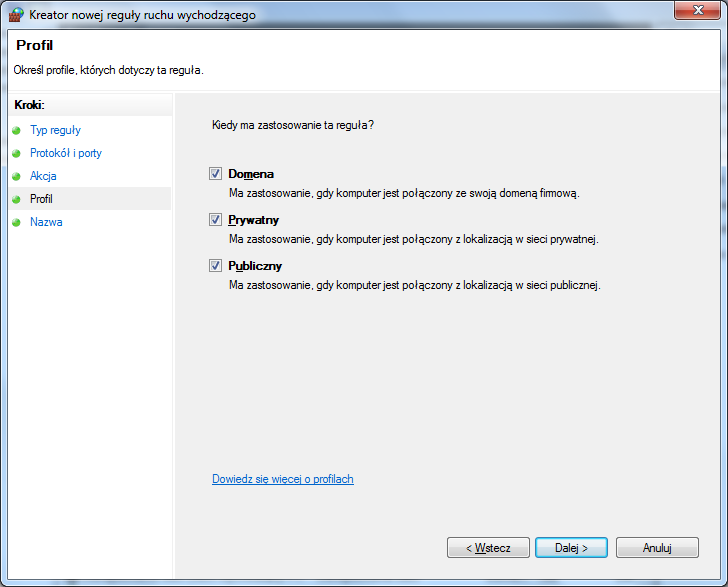 Kreator nowej reguły ruchu wychodzącego
Profil
Określ profile, których dotyczy ta reguła.
Kroki:
Typ reguły
Protokół i porty
Akcja
Profil
Nazwa
Kiedy ma zastosowanie ta reguła?
Domena
Ma zastosowanie, gdy komputer jest połączony ze swoją domeną firmową.
Prywatny
Ma zastosowanie, gdy komputer jest połączony z lokalizacją w sieci prywatnej.
Publiczny
Ma zastosowanie, gdy komputer jest połączony z lokalizacją w sieci publicznej.
Dowiedz się więcej o profilach
< Wstecz
Dalej >
Anuluj